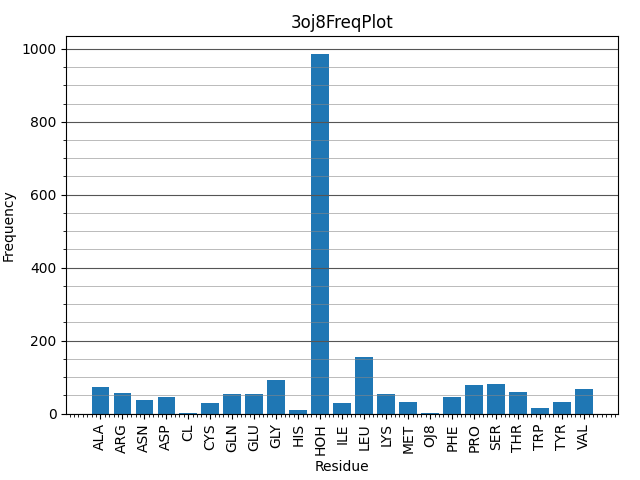 3oj8FreqPlot
1000
800
600
400
200
0
Frequency
ALA
ARG
ASN
ASP
CL
CYS
GLN
GLU
GLY
HIS
HOH
ILE
LEU
LYS
MET
OJ8
PHE
PRO
SER
THR
TRP
TYR
VAL
Residue